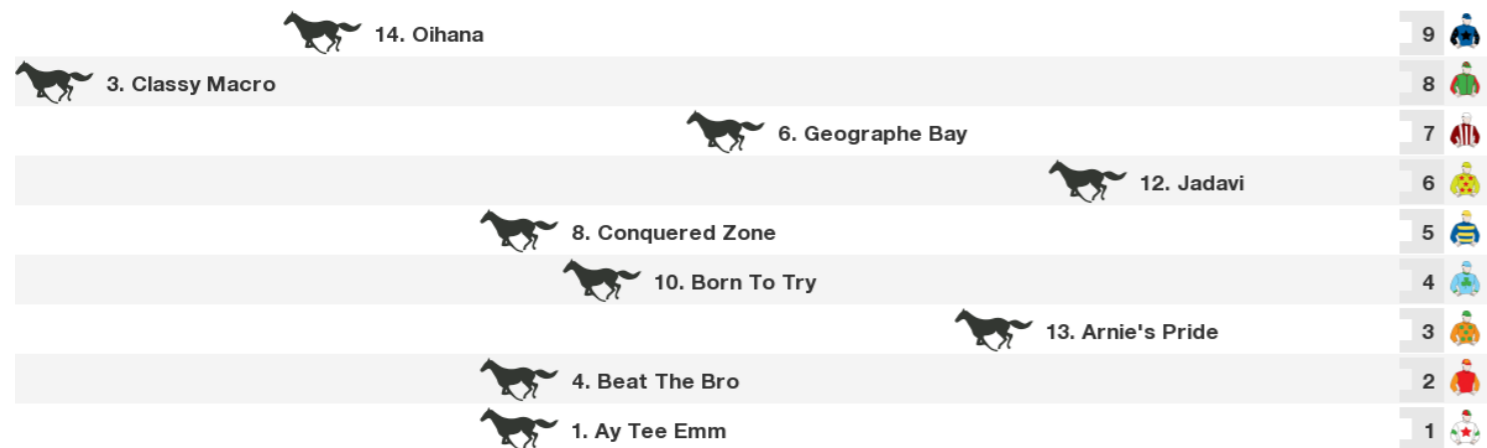 14. Oihana 9
3. Classy Macro 8
6. Geographe Bay 7
12. Jadavi 6
8. Conquered Zone 5
10. Born To Try 4
13. Arnie's Pride 3
4. Beat The Bro 2
1. Ay Tee Emm 1